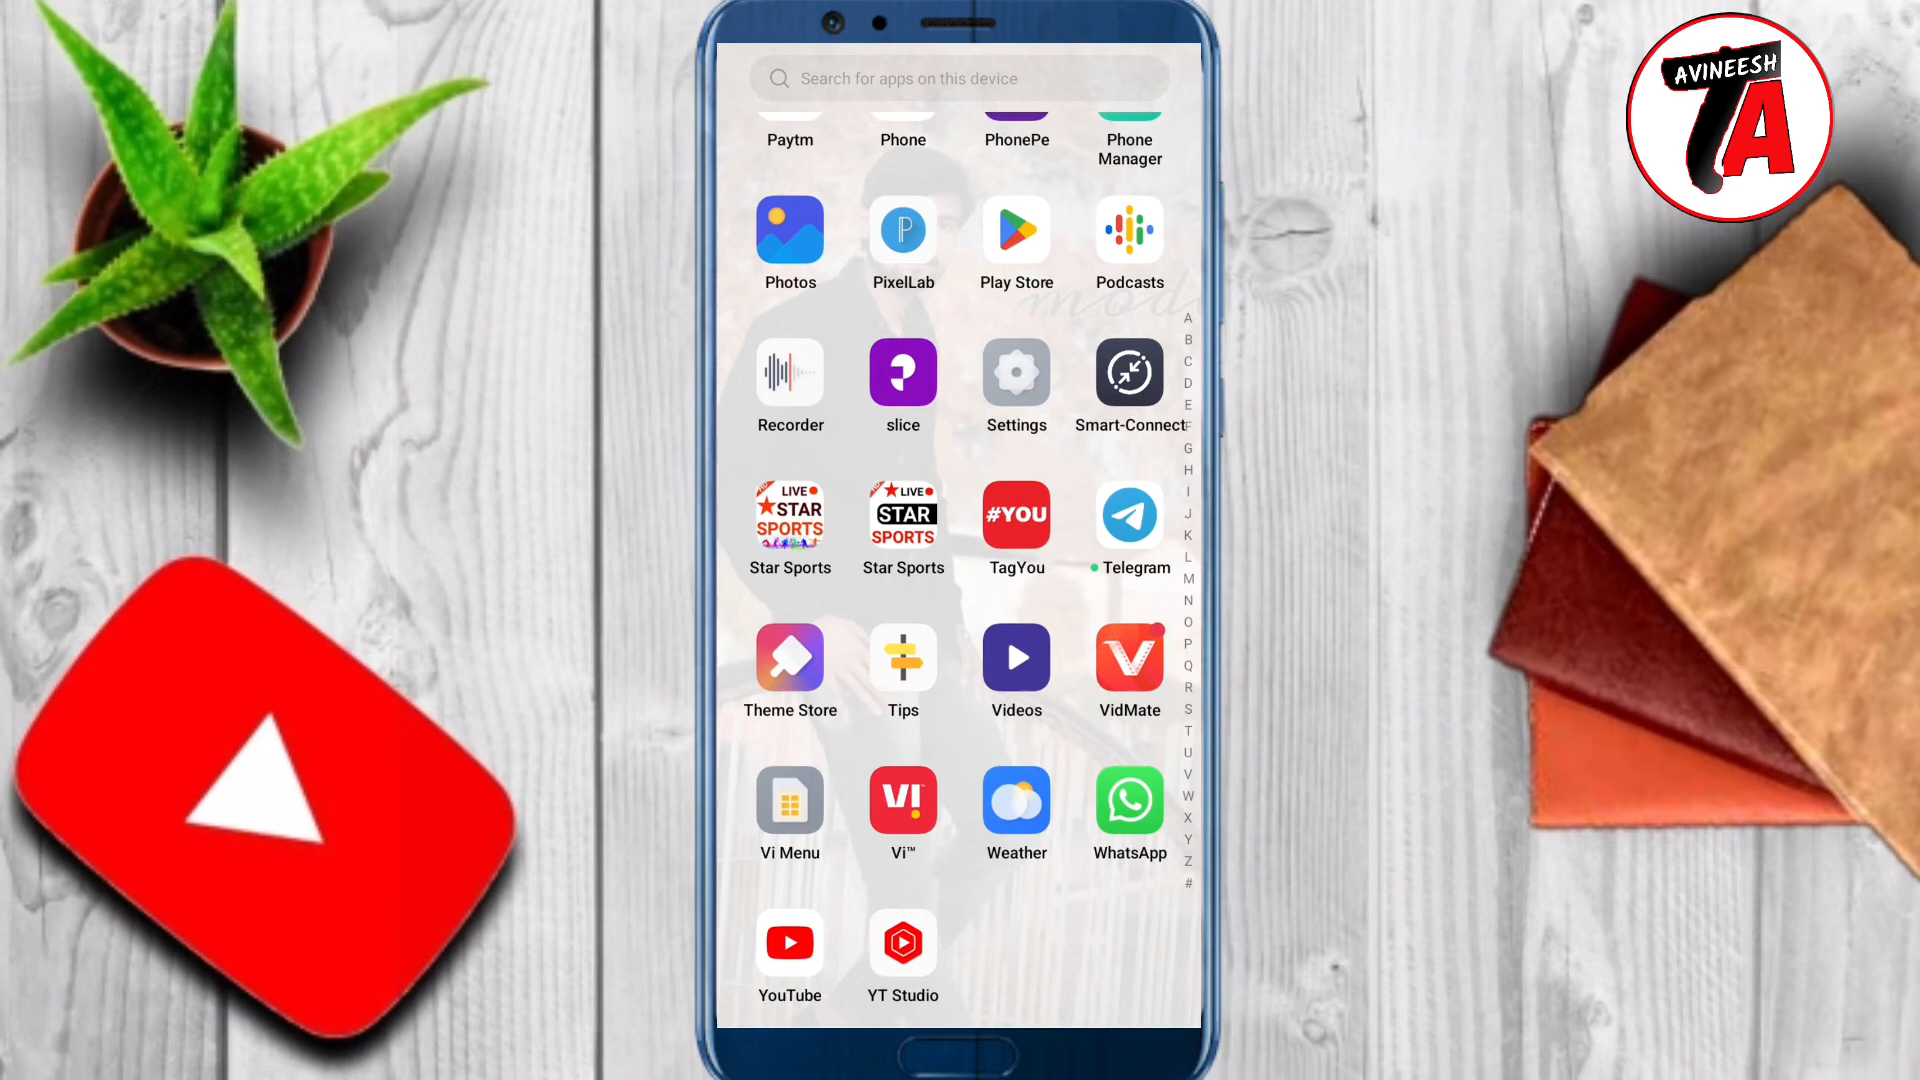 AVINEESH
TA
Search for apps on this device
Paytm
Phone
PhonePe
Phone
Manager
P
Photos
PixelLab
Play Store
Podcasts
Recorder
slice
Settings
Smart-Connect
LIVE
STAR
SPORTS
LIVE
STAR
SPORTS
#YOU
Star Sports
Star Sports
TagYou
Telegram
Theme Store
Tips
Videos
VidMate
VI
Vi Menu
Vi™
Weather
WhatsApp
YouTube
YT Studio
A
B
C
D
E
F
G
H
I
J
K
L
M
N
O
P
Q
R
S
T
U
V
W
X
Y
Z
#